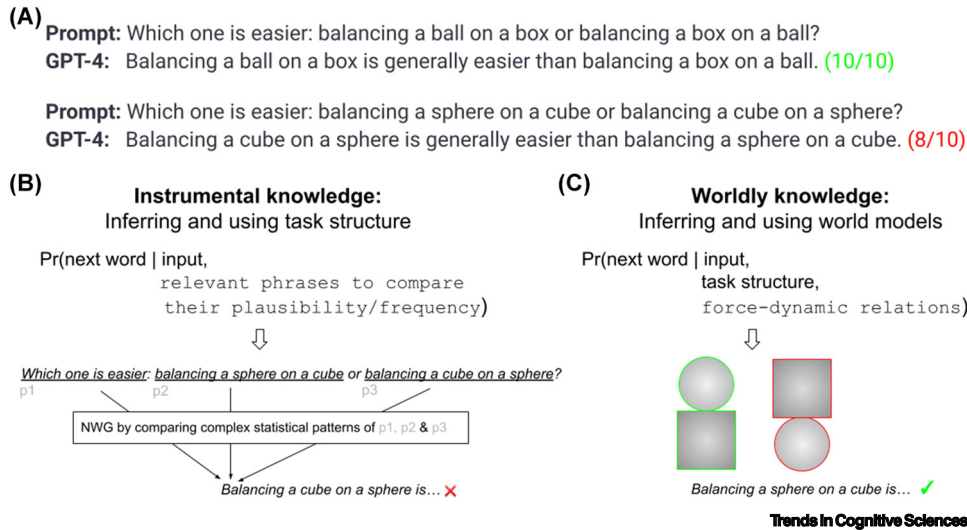 (A)
Prompt: Which one is easier: balancing a ball on a box or balancing a box on a ball?
GPT-4: Balancing a ball on a box is generally easier than balancing a box on a ball. (10/10)
Prompt: Which one is easier: balancing a sphere on a cube or balancing a cube on a sphere?
GPT-4: Balancing a cube on a sphere is generally easier than balancing a sphere on a cube. (8/10)
(B)
Instrumental knowledge:
Inferring and using task structure
Pr(next word | input,
relevant phrases to compare
their plausibility/frequency)
Which one is easier: balancing a sphere on a cube or balancing a cube on a sphere?
p1 p2 p3
NWG by comparing complex statistical patterns of p1, p2 & p3
Balancing a cube on a sphere is… ✗
(C)
Worldly knowledge:
Inferring and using world models
Pr(next word | input,
task structure,
force-dynamic relations)
Balancing a sphere on a cube is… ✓
Trends in Cognitive Sciences